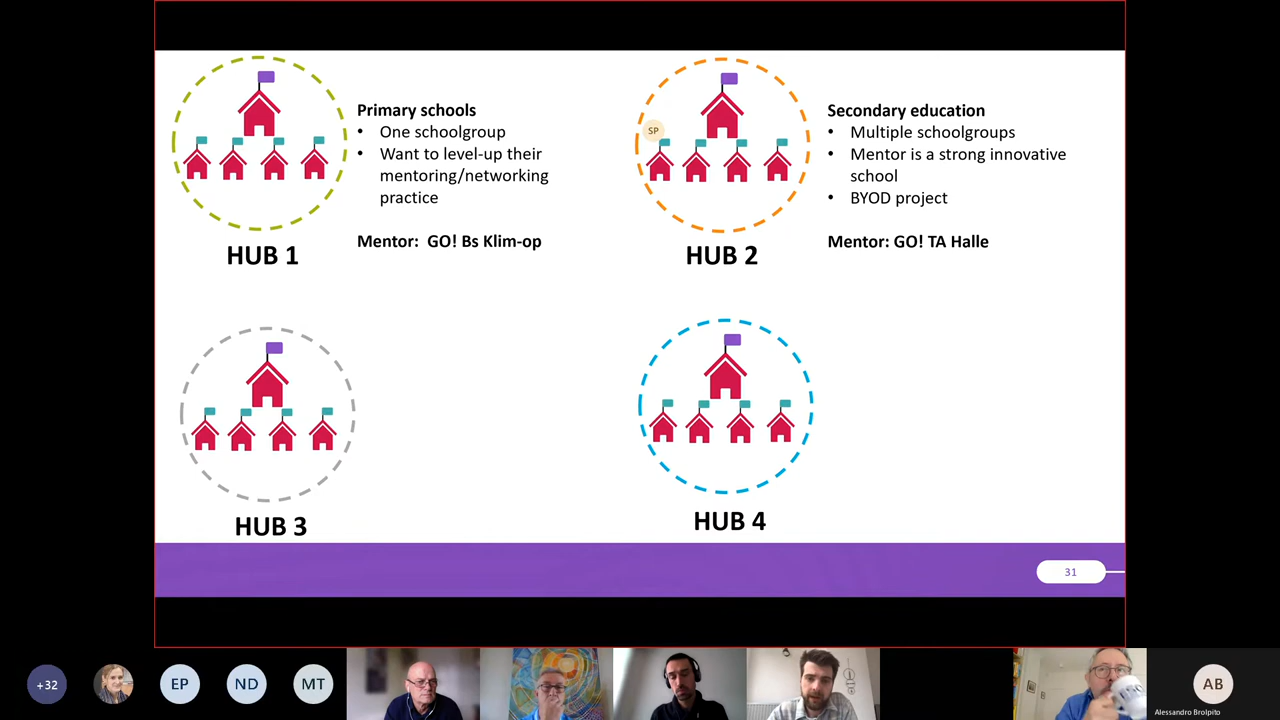 Primary schools
• One schoolgroup
• Want to level-up their
mentoring/networking
practice
Mentor: GO! Bs Klim-op
HUB 1
SP
Secondary education
• Multiple schoolgroups
• Mentor is a strong innovative
school
• BYOD project
Mentor: GO! TA Halle
HUB 2
HUB 3
HUB 4
31
+32
EP
ND
MT
AB
Alessandro Brolpito